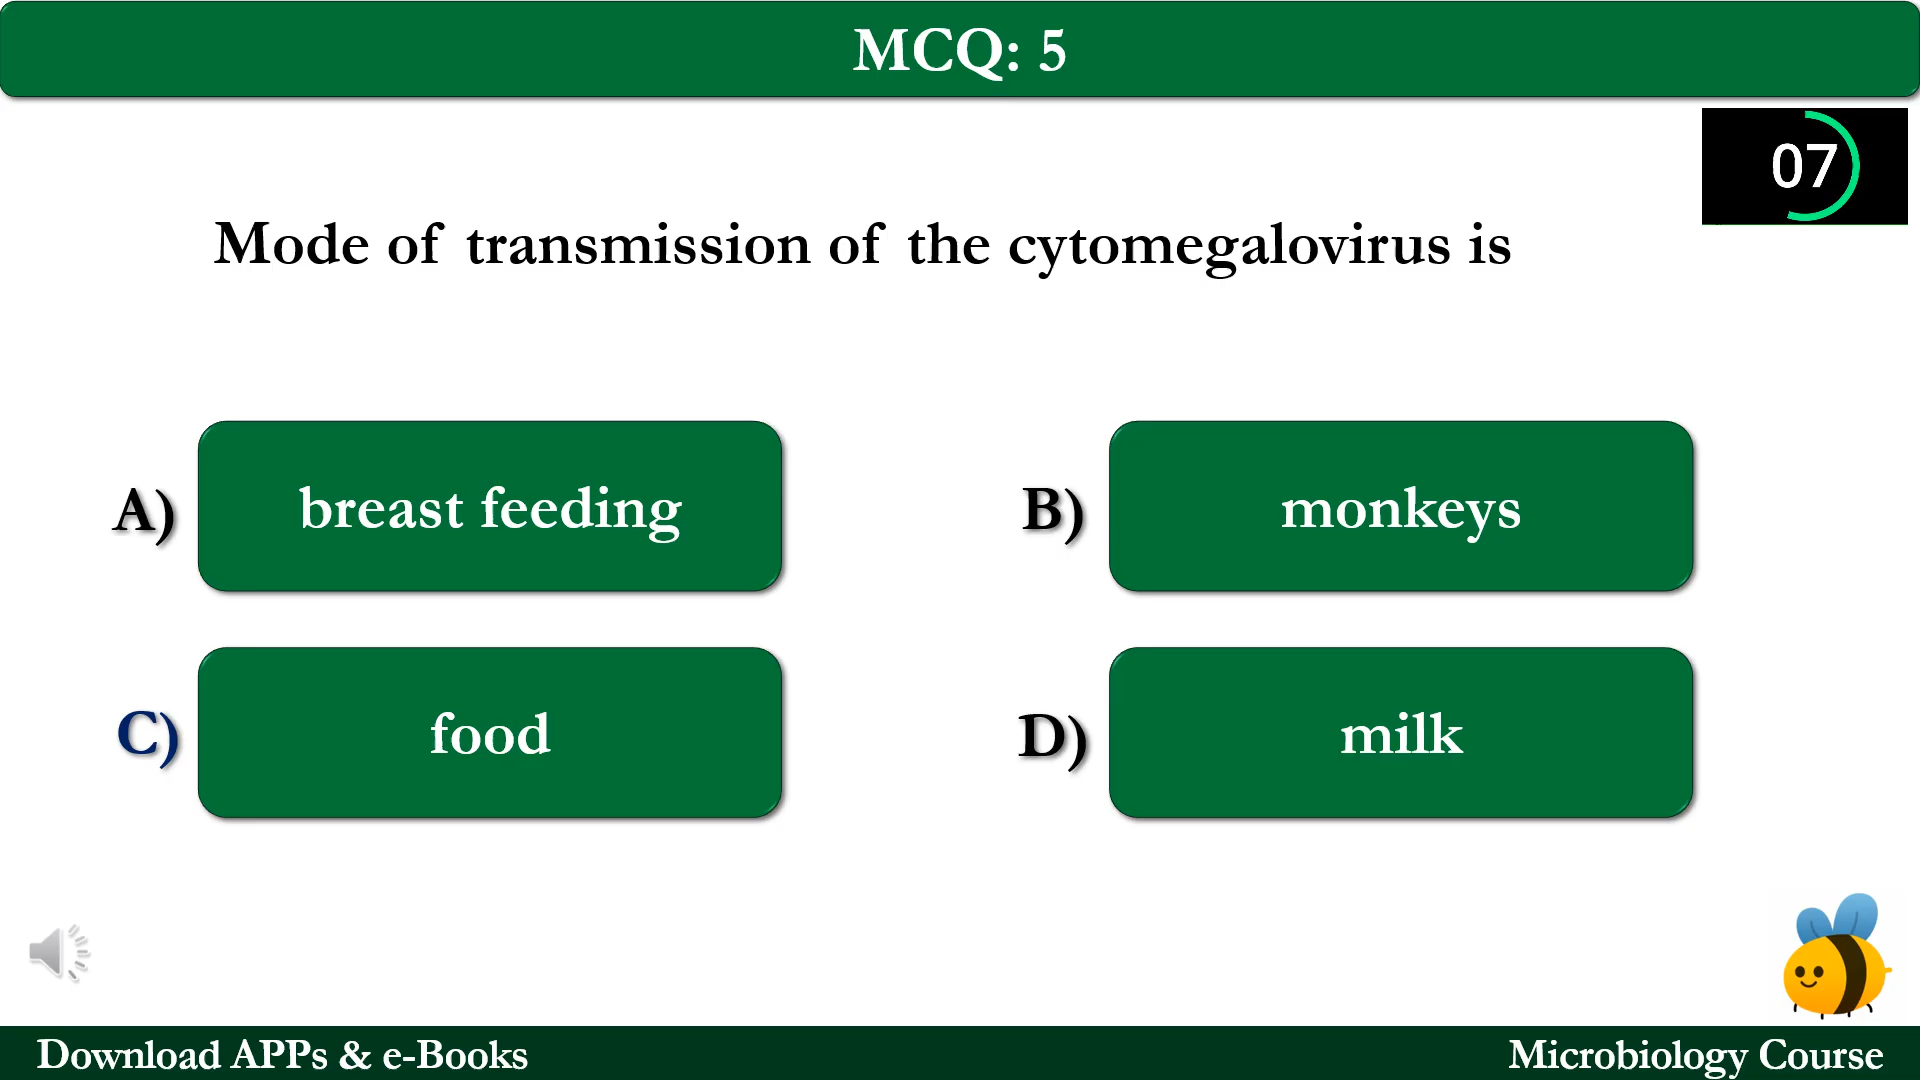 MCQ: 5
07
Mode of transmission of the cytomegalovirus is
A) breast feeding
B) monkeys
C) food
D) milk
Download APPs & e-Books
Microbiology Course